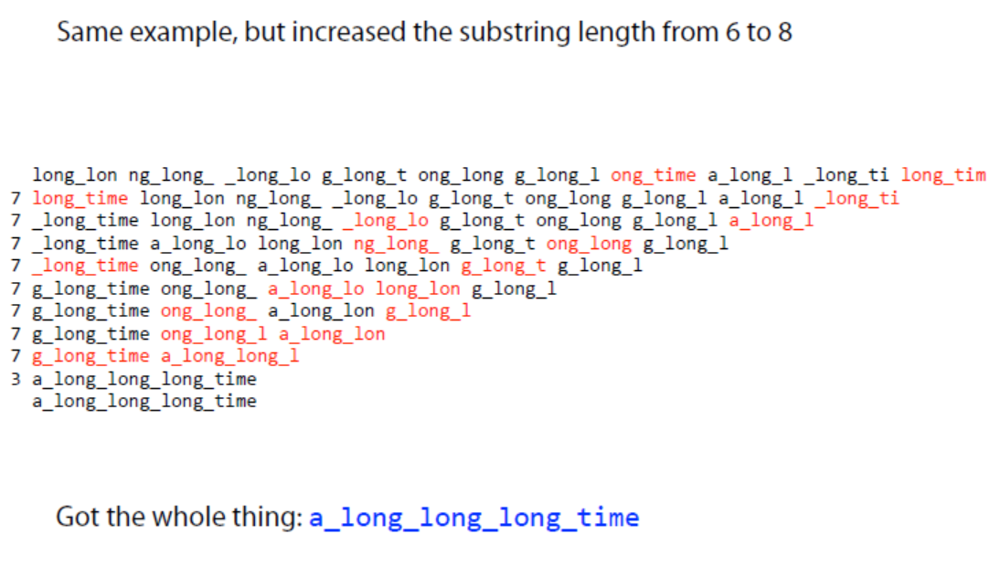 Same example, but increased the substring length from 6 to 8
long_lon ng_long_ _long_lo g_long_t ong_long g_long_l ong_time a_long_l _long_ti long_tim
7 long_time long_lon ng_long_ _long_lo g_long_t ong_long g_long_l a_long_l _long_ti
7 _long_time long_lon ng_long_ _long_lo g_long_t ong_long g_long_l a_long_l
7 _long_time a_long_lo long_lon ng_long_ g_long_t ong_long g_long_l
7 _long_time ong_long_ a_long_lo long_lon g_long_t g_long_l
7 g_long_time ong_long_ a_long_lo long_lon g_long_l
7 g_long_time ong_long_ a_long_lon g_long_l
7 g_long_time ong_long_l a_long_lon
7 g_long_time a_long_long_l
3 a_long_long_long_time
a_long_long_long_time
Got the whole thing: a_long_long_long_time